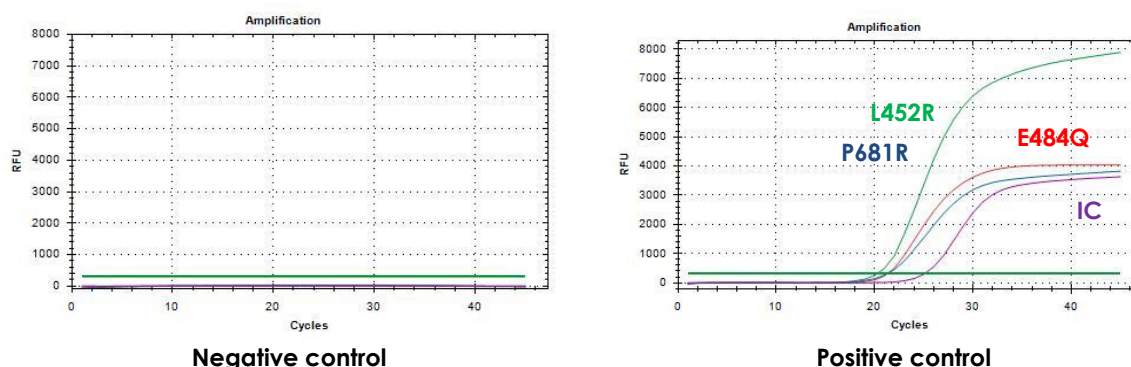 Amplification
8000
7000
6000
5000
4000
3000
2000
1000
0
RFU
0 10 20 30 40
Cycles
Negative control
Amplification
8000
7000
6000
5000
4000
3000
2000
1000
0
RFU
L452R
E484Q
P681R
IC
0 10 20 30 40
Cycles
Positive control